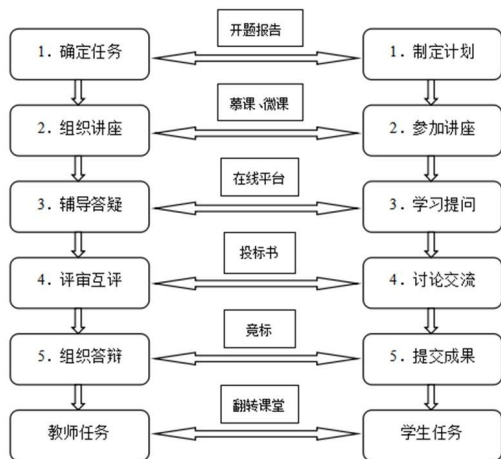 开题报告
1. 确定任务
1. 制定计划
慕课、微课
2. 组织讲座
2. 参加讲座
在线平台
3. 辅导答疑
3. 学习提问
投标书
4. 评审互评
4. 讨论交流
竟标
5. 组织答辩
5. 提交成果
翻转课堂
教师任务
学生任务